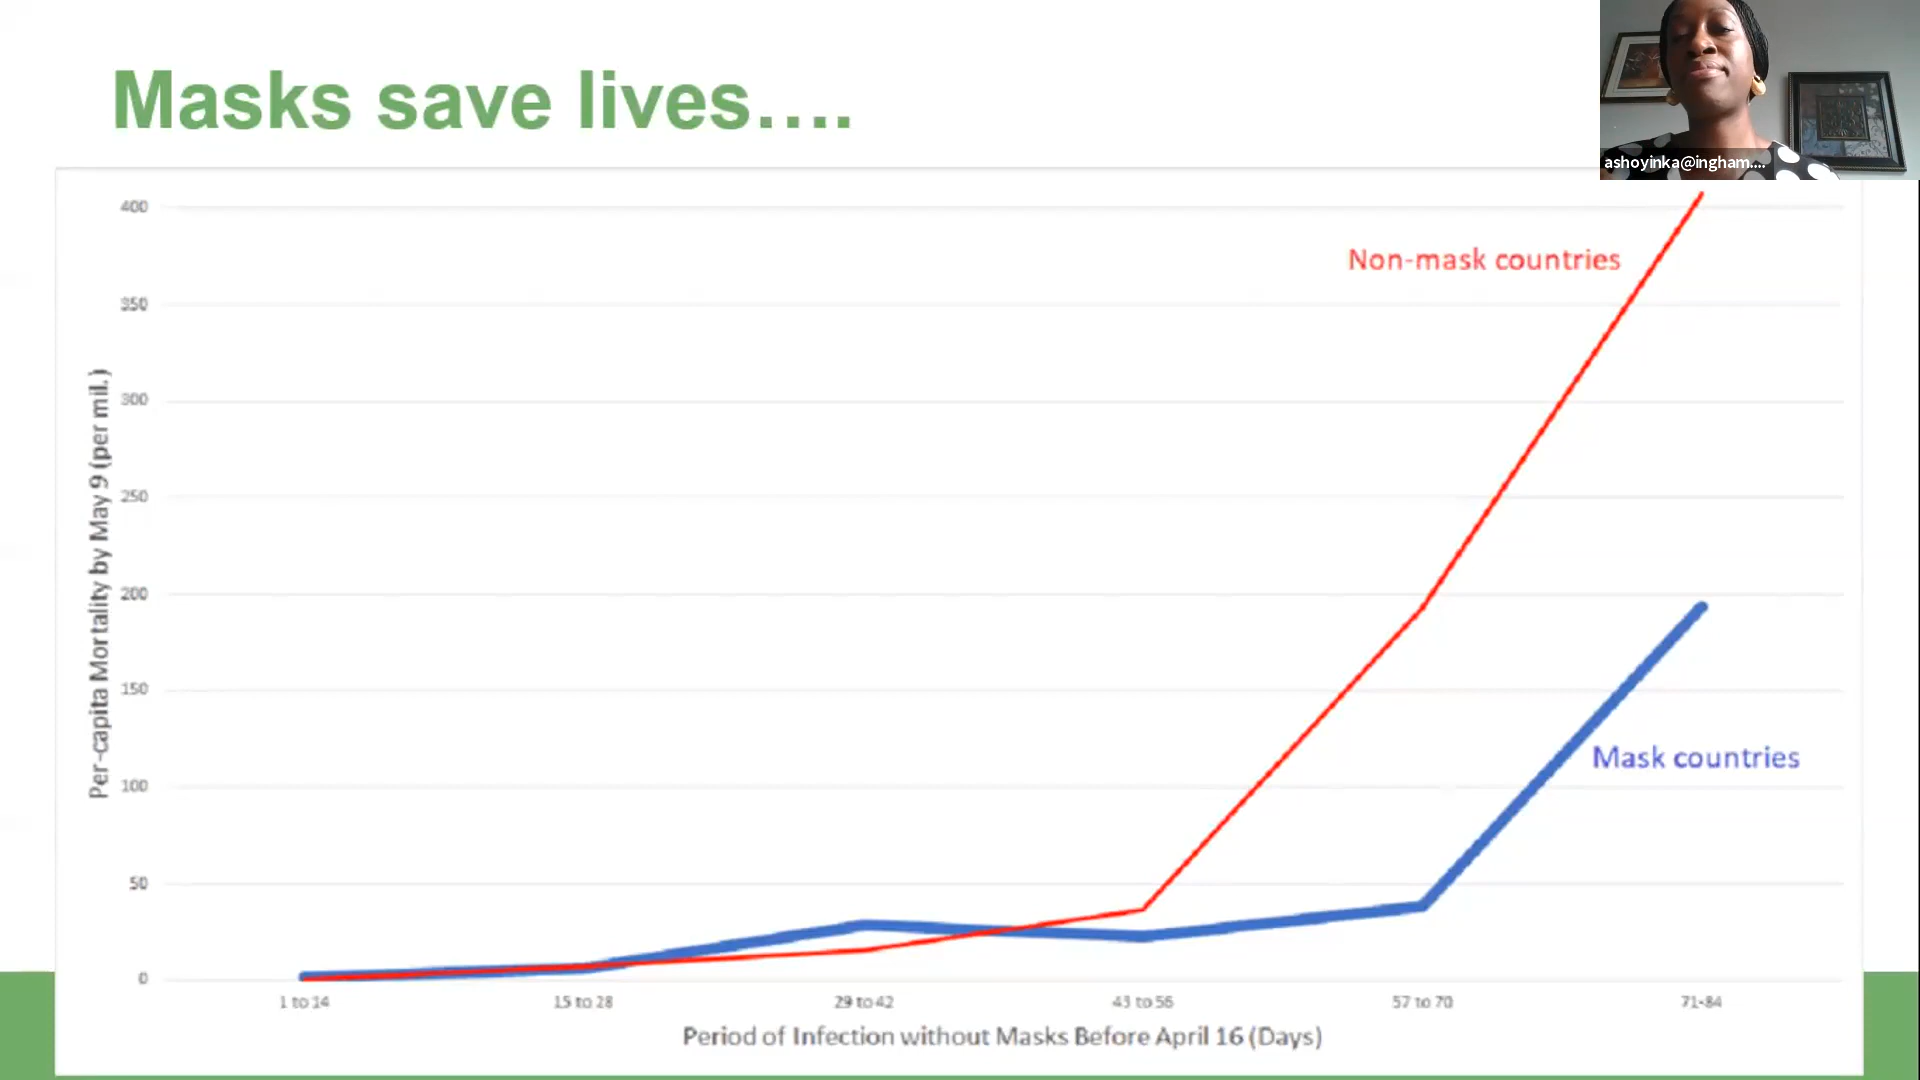 Masks save lives....
ashoyinka@ingham....
400
Non-mask countries
350
300
250
200
150
Mask countries
100
50
0
Per-capita Mortality by May 9 (per mil.)
1 to 14
15 to 28
29 to 42
43 to 56
57 to 70
71-84
Period of Infection without Masks Before April 16 (Days)